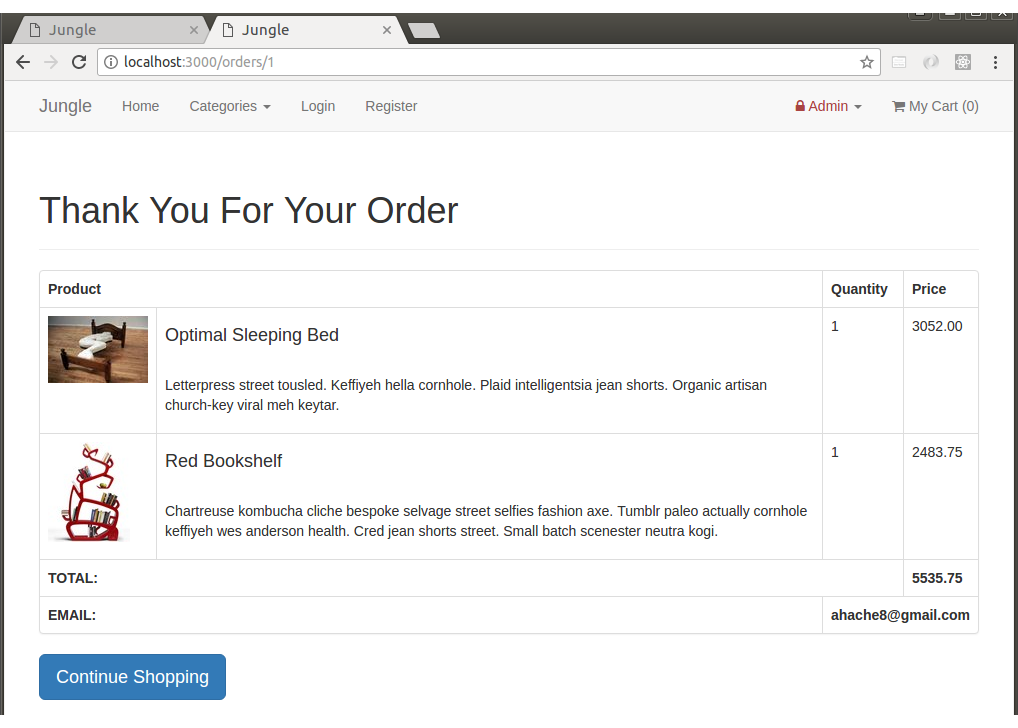 Jungle
Jungle
localhost:3000/orders/1
Jungle Home Categories Login Register Admin My Cart (0)
Thank You For Your Order
Product Quantity Price
Optimal Sleeping Bed 1 3052.00
Letterpress street tousled. Keffiyeh hella cornhole. Plaid intelligentsia jean shorts. Organic artisan
church-key viral meh keytar.
Red Bookshelf 1 2483.75
Chartreuse kombucha cliche bespoke selvage street selfies fashion axe. Tumblr paleo actually cornhole
keffiyeh wes anderson health. Cred jean shorts street. Small batch scenester neutra kogi.
TOTAL: 5535.75
EMAIL: ahache8@gmail.com
Continue Shopping